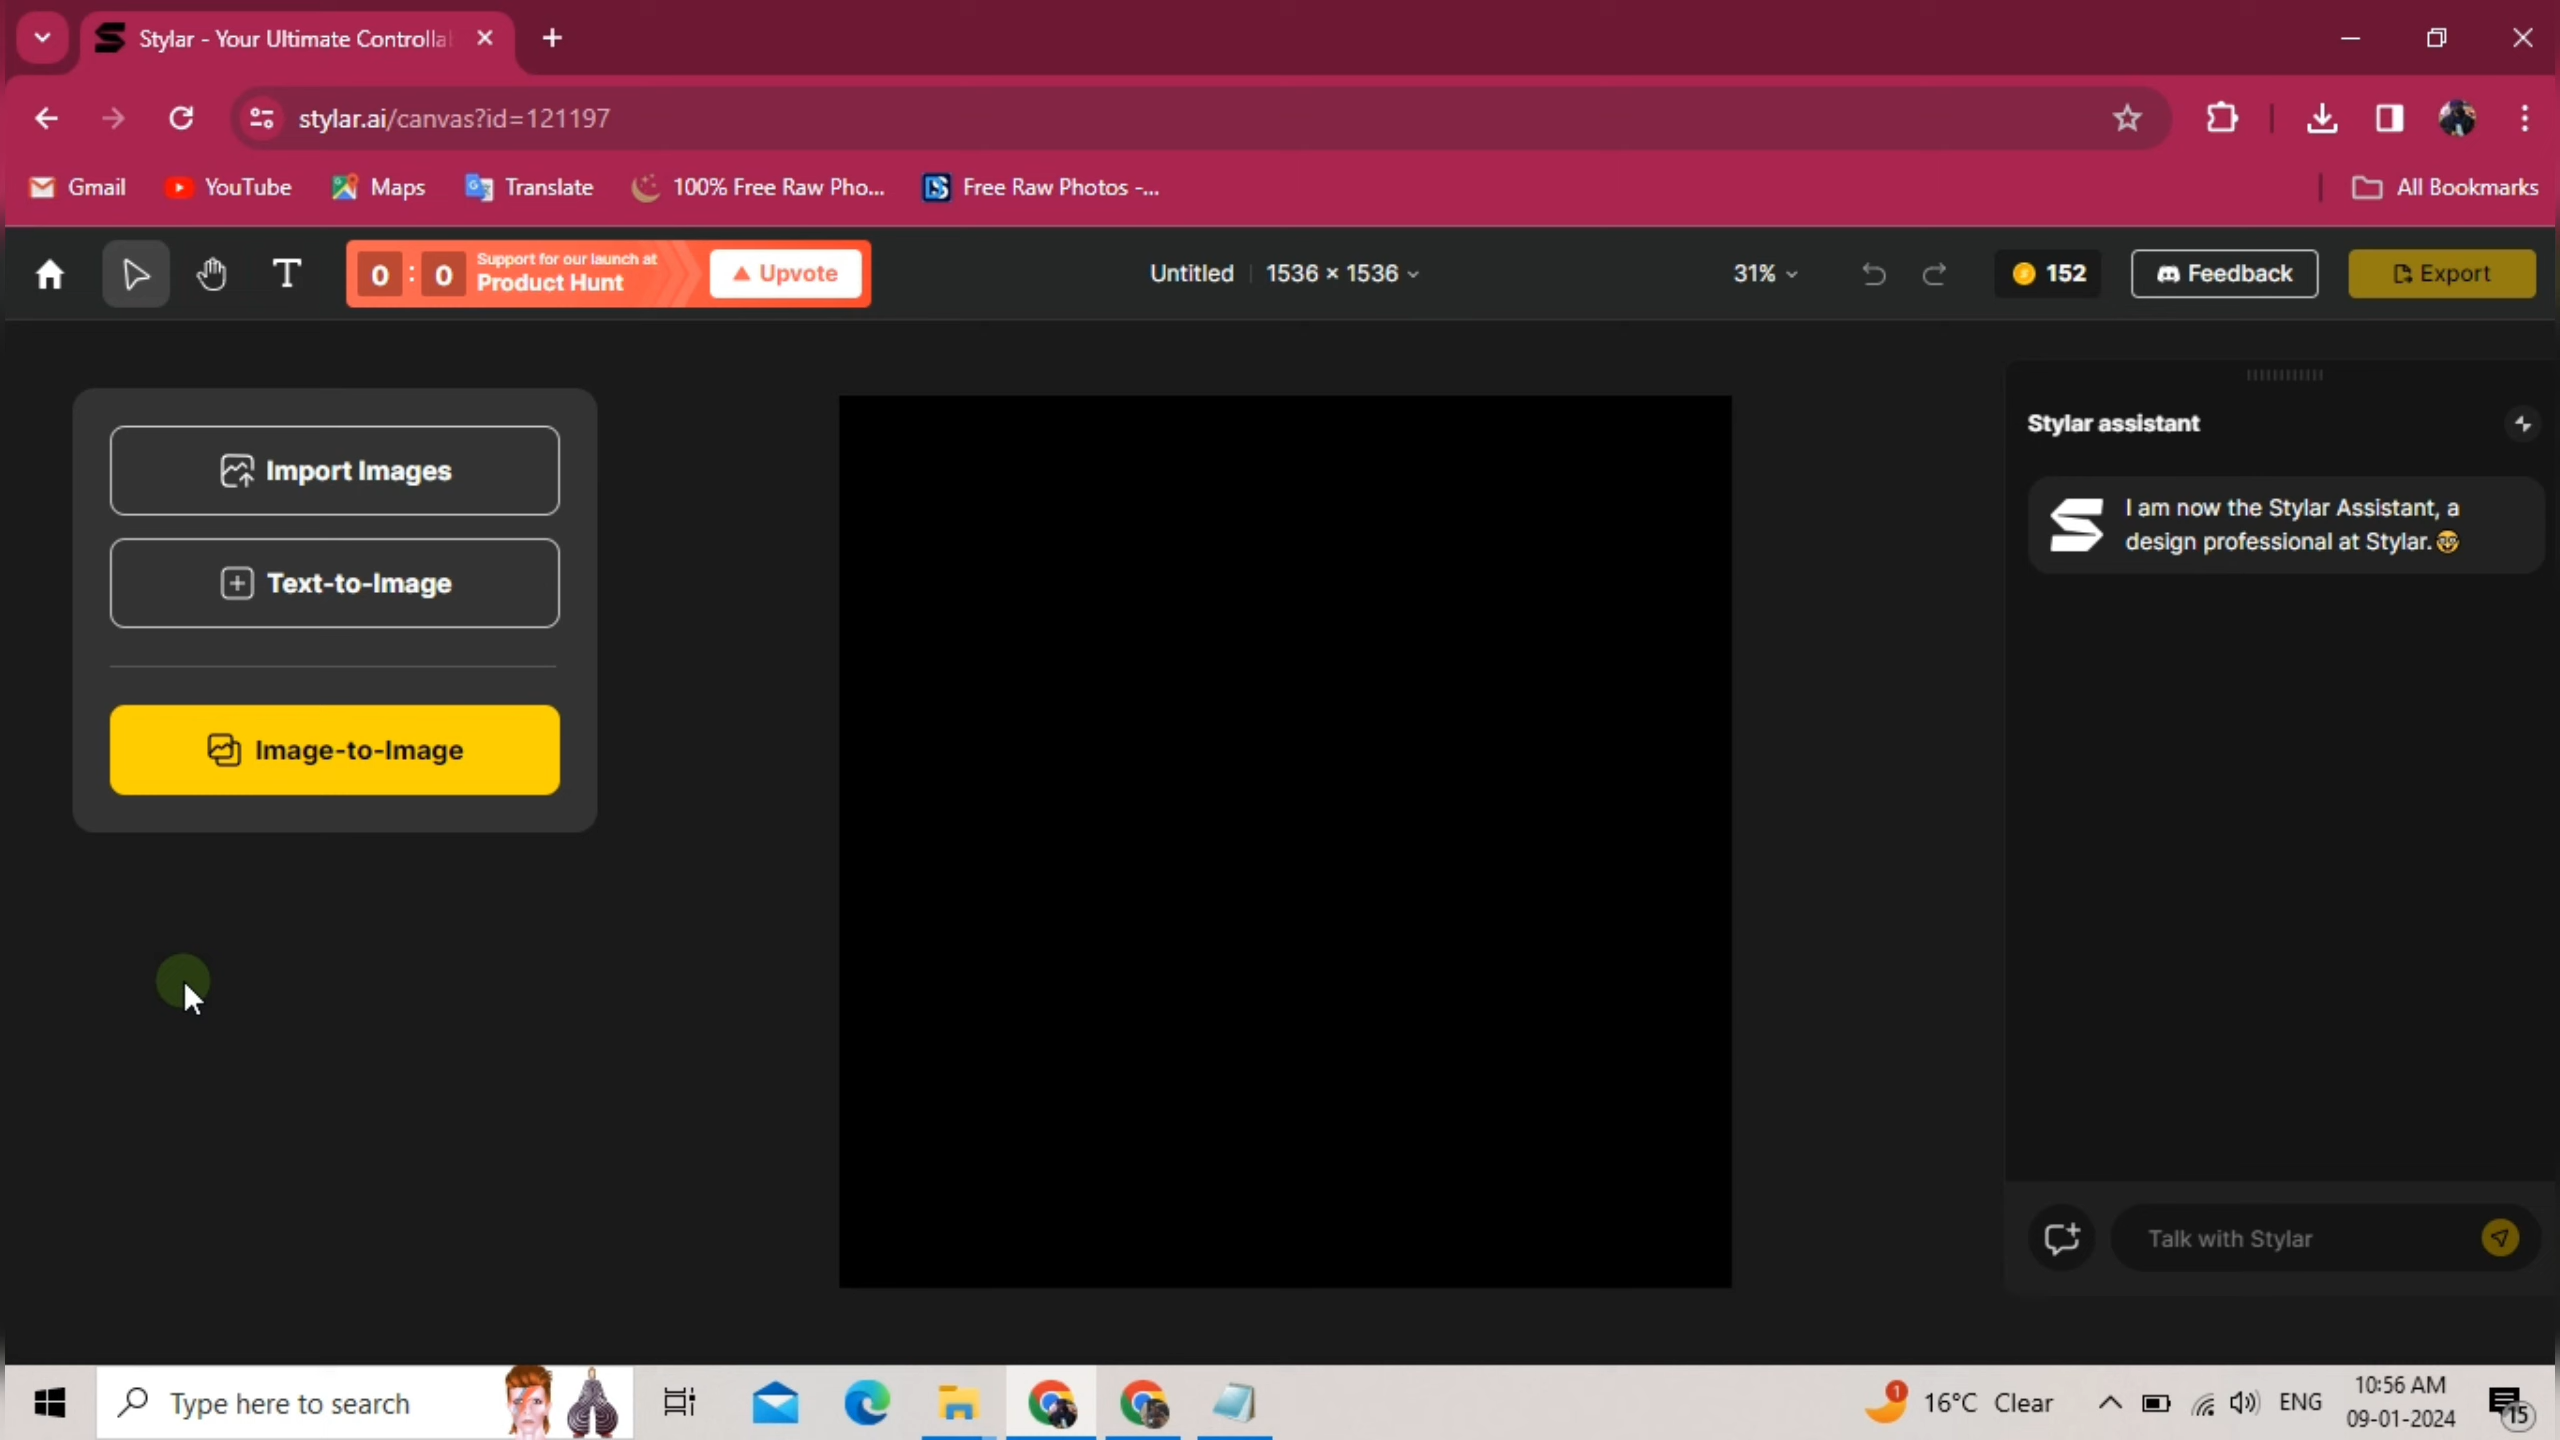 Stylar - Your Ultimate Controlla
stylar.ai/canvas?id=121197
Gmail
YouTube
Maps
Translate
100% Free Raw Pho...
Free Raw Photos -...
All Bookmarks
T
0 : 0
Support for our launch at
Product Hunt
Upvote
Untitled
1536 × 1536
31%
152
Feedback
Export
Import Images
Text-to-Image
Image-to-Image
Stylar assistant
I am now the Stylar Assistant, a
design professional at Stylar.
Talk with Stylar
Type here to search
1
16°C Clear
ENG
10:56 AM
09-01-2024
15